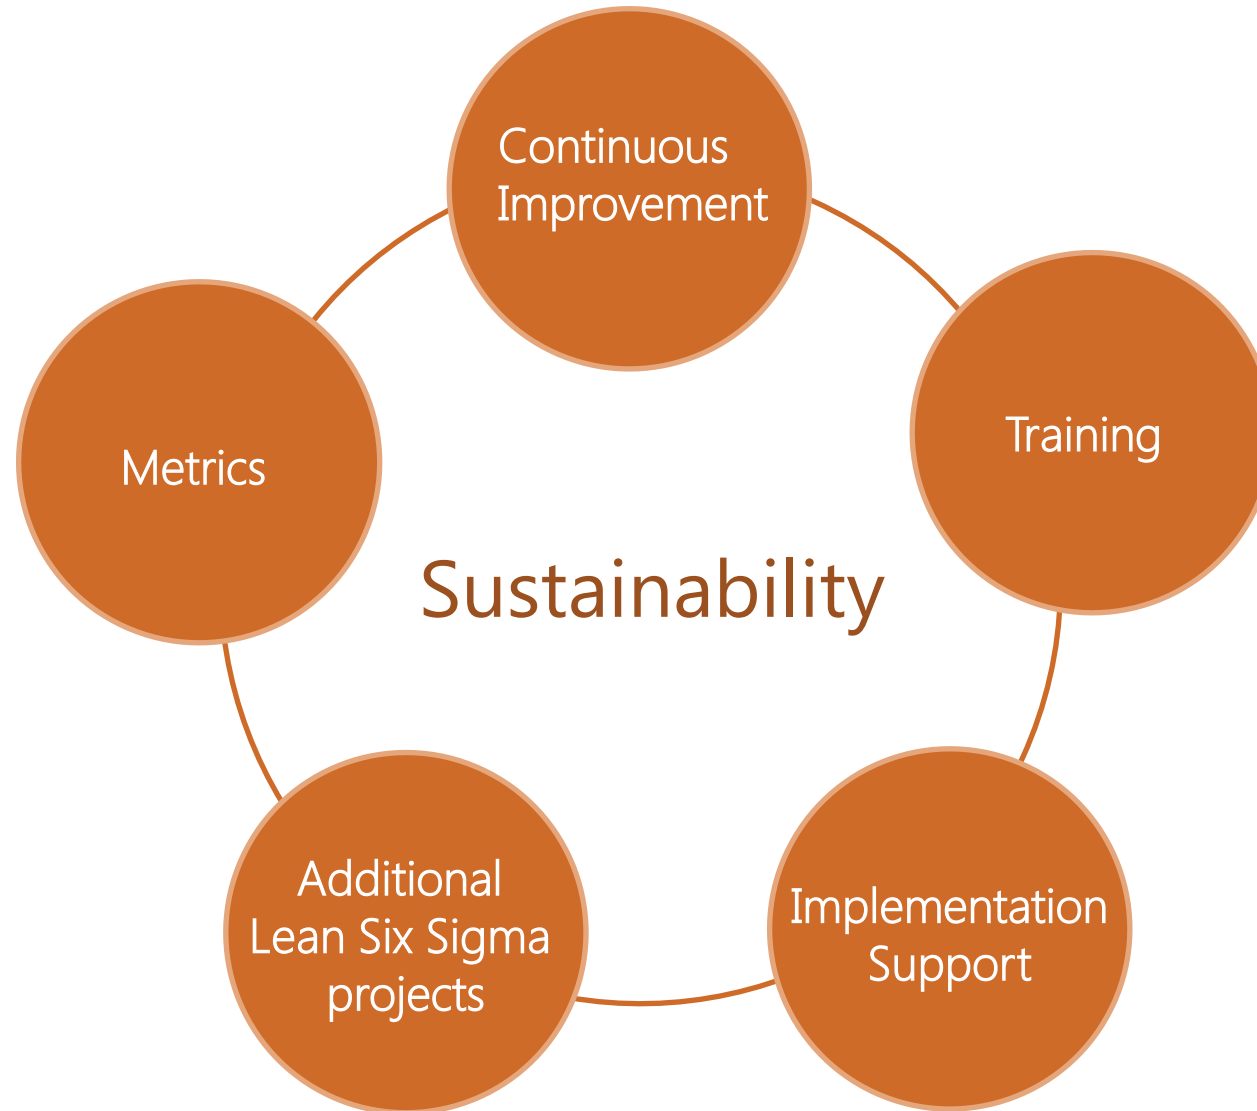 Continuous
Improvement
Training
Metrics
Sustainability
Additional
Lean Six Sigma
projects
Implementation
Support